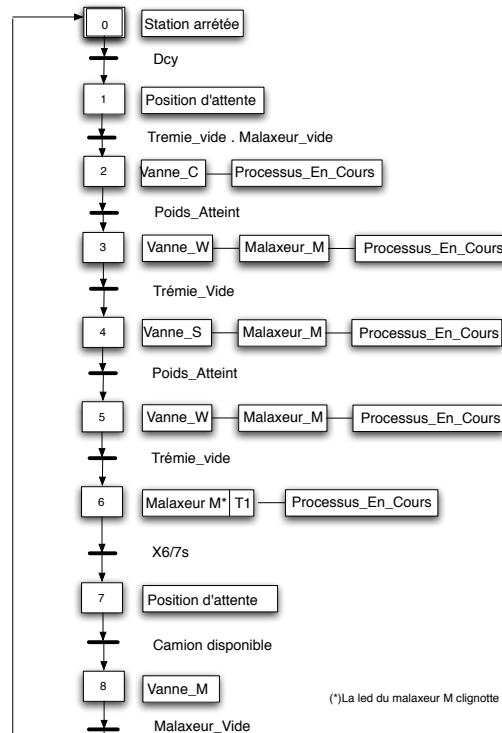 0 Station arrétée
Dcy
1 Position d'attente
Tremie_vide . Malaxeur_vide
2 Vanne_C Processus_En_Cours
Poids_Atteint
3 Vanne_W Malaxeur_M Processus_En_Cours
Trémie_Vide
4 Vanne_S Malaxeur_M Processus_En_Cours
Poids_Atteint
5 Vanne_W Malaxeur_M Processus_En_Cours
Trémie_vide
6 Malaxeur M* T1 Processus_En_Cours
X6/7s
7 Position d'attente
Camion disponible
8 Vanne_M
(*)La led du malaxeur M clignotte
Malaxeur_Vide